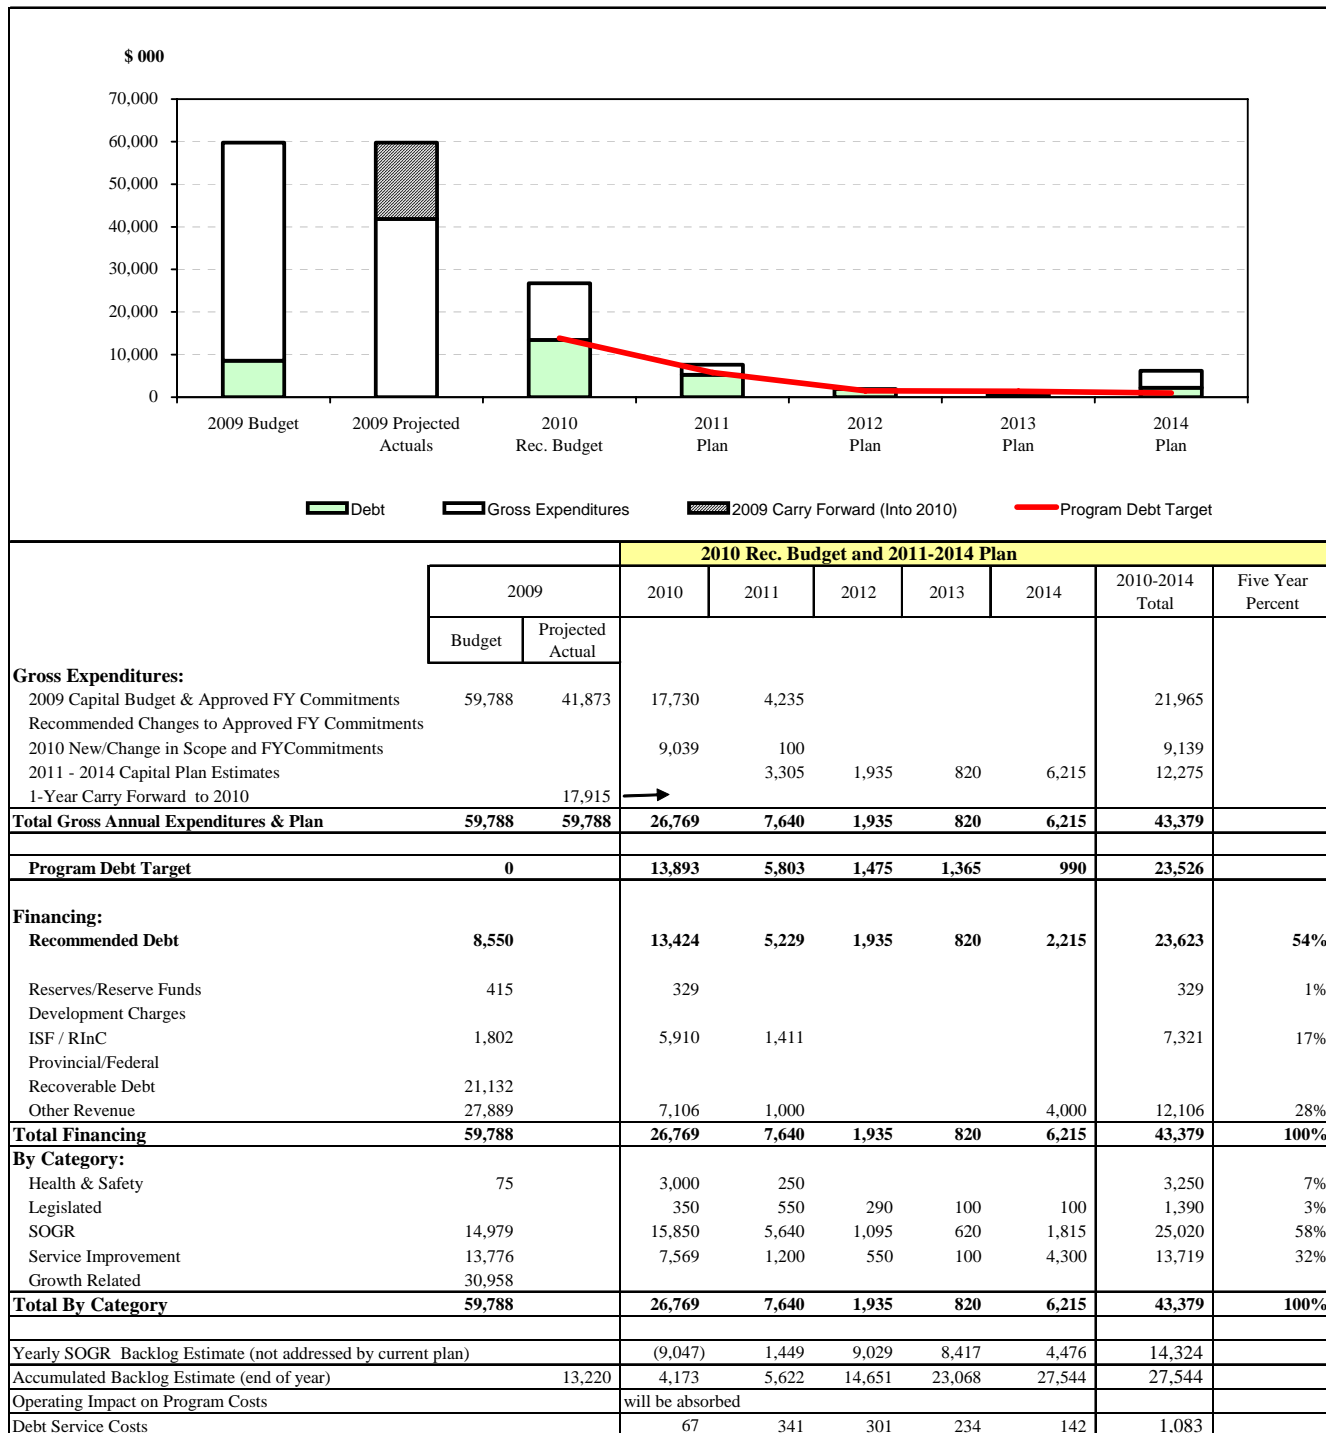 $ 000
70,000
60,000
50,000
40,000
30,000
20,000
10,000
0
2009 Budget 2009 Projected Actuals 2010 Rec. Budget 2011 Plan 2012 Plan 2013 Plan 2014 Plan
Debt Gross Expenditures 2009 Carry Forward (Into 2010) Program Debt Target
2010 Rec. Budget and 2011-2014 Plan
2009 2010 2011 2012 2013 2014 2010-2014 Total Five Year Percent
Budget Projected Actual
Gross Expenditures:
2009 Capital Budget & Approved FY Commitments 59,788 41,873 17,730 4,235 21,965
Recommended Changes to Approved FY Commitments
2010 New/Change in Scope and FYCommitments 9,039 100 9,139
2011 - 2014 Capital Plan Estimates 3,305 1,935 820 6,215 12,275
1-Year Carry Forward to 2010 17,915
Total Gross Annual Expenditures & Plan 59,788 59,788 26,769 7,640 1,935 820 6,215 43,379
Program Debt Target 0 13,893 5,803 1,475 1,365 990 23,526
Financing:
Recommended Debt 8,550 13,424 5,229 1,935 820 2,215 23,623 54%
Reserves/Reserve Funds 415 329 329 1%
Development Charges
ISF / RInC 1,802 5,910 1,411 7,321 17%
Provincial/Federal
Recoverable Debt 21,132
Other Revenue 27,889 7,106 1,000 4,000 12,106 28%
Total Financing 59,788 26,769 7,640 1,935 820 6,215 43,379 100%
By Category:
Health & Safety 75 3,000 250 3,250 7%
Legislated 350 550 290 100 100 1,390 3%
SOGR 14,979 15,850 5,640 1,095 620 1,815 25,020 58%
Service Improvement 13,776 7,569 1,200 550 100 4,300 13,719 32%
Growth Related 30,958
Total By Category 59,788 26,769 7,640 1,935 820 6,215 43,379 100%
Yearly SOGR Backlog Estimate (not addressed by current plan) (9,047) 1,449 9,029 8,417 4,476 14,324
Accumulated Backlog Estimate (end of year) 13,220 4,173 5,622 14,651 23,068 27,544 27,544
Operating Impact on Program Costs will be absorbed
Debt Service Costs 67 341 301 234 142 1,083